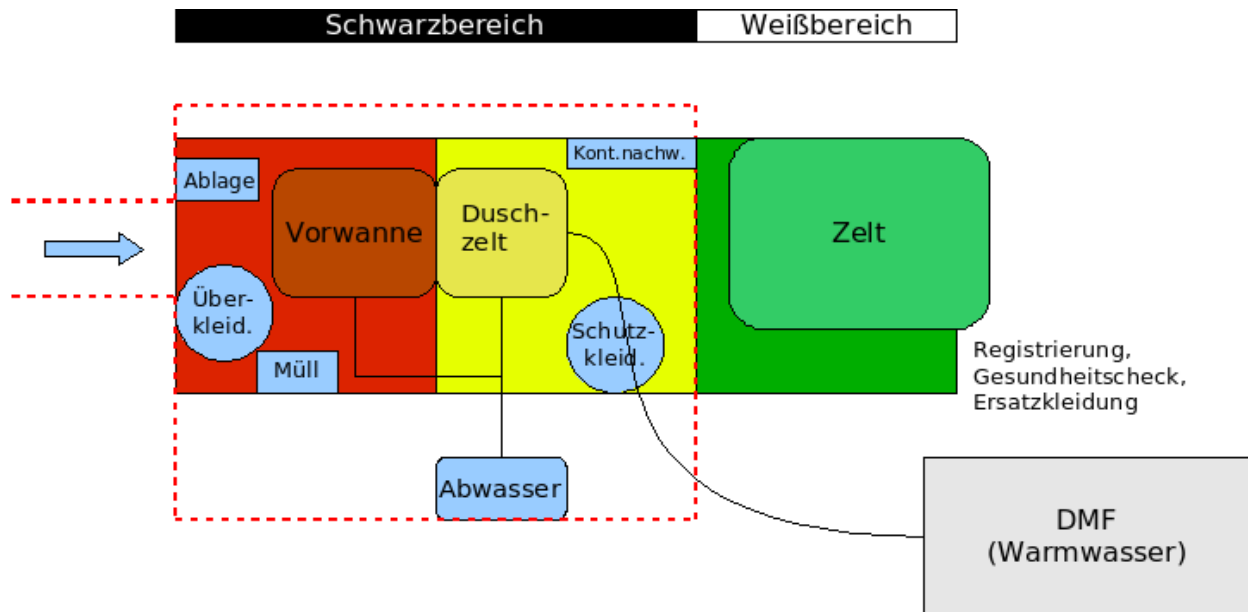 Schwarzbereich
Weißbereich
Kont.nachw.
Ablage
Vorwanne
Dusch-
zelt
Zelt
Über-
kleid.
Schutz-
kleid.
Müll
Registrierung,
Gesundheitscheck,
Ersatzkleidung
Abwasser
DMF
(Warmwasser)